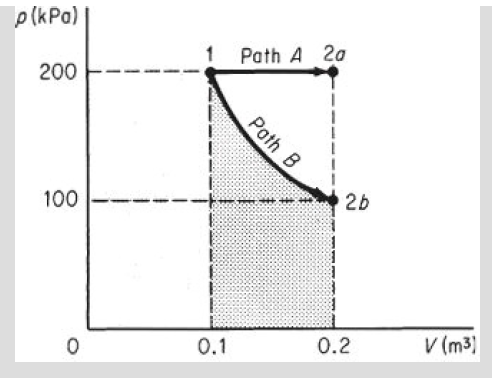 p (kPa)
1 Path A 2a
200
Path B
100 2b
0 0.1 0.2 V (m³)